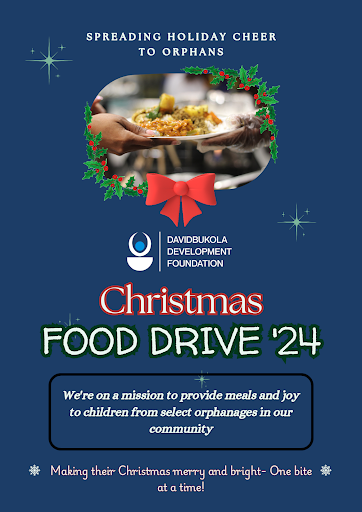 SPREADING HOLIDAY CHEER
TO ORPHANS
DAVIDBUKOLA
DEVELOPMENT
FOUNDATION
Christmas
FOOD DRIVE '24
We're on a mission to provide meals and joy
to children from select orphanages in our
community
Making their Christmas merry and bright- One bite
at a time!